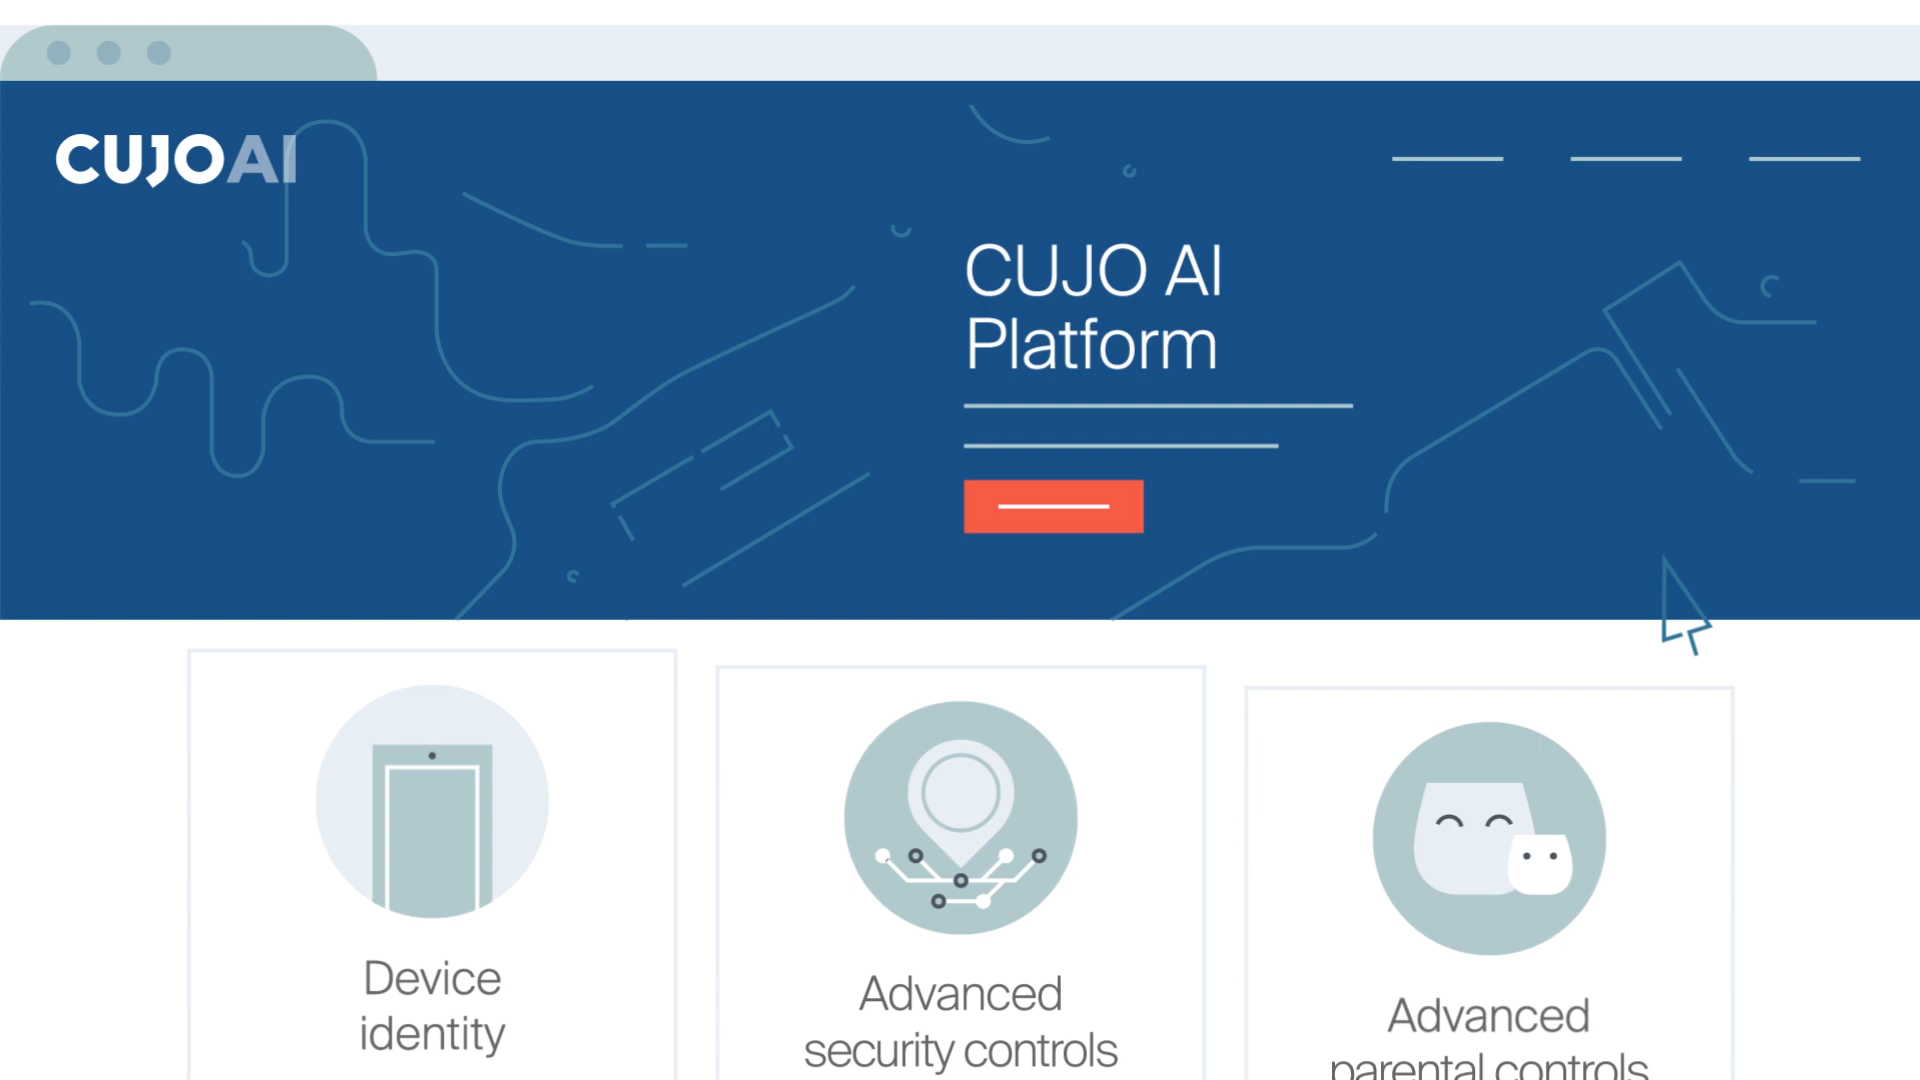 CUJOAI
CUJO AI
Platform
Device
identity
Advanced
security controls
Advanced
parental controls